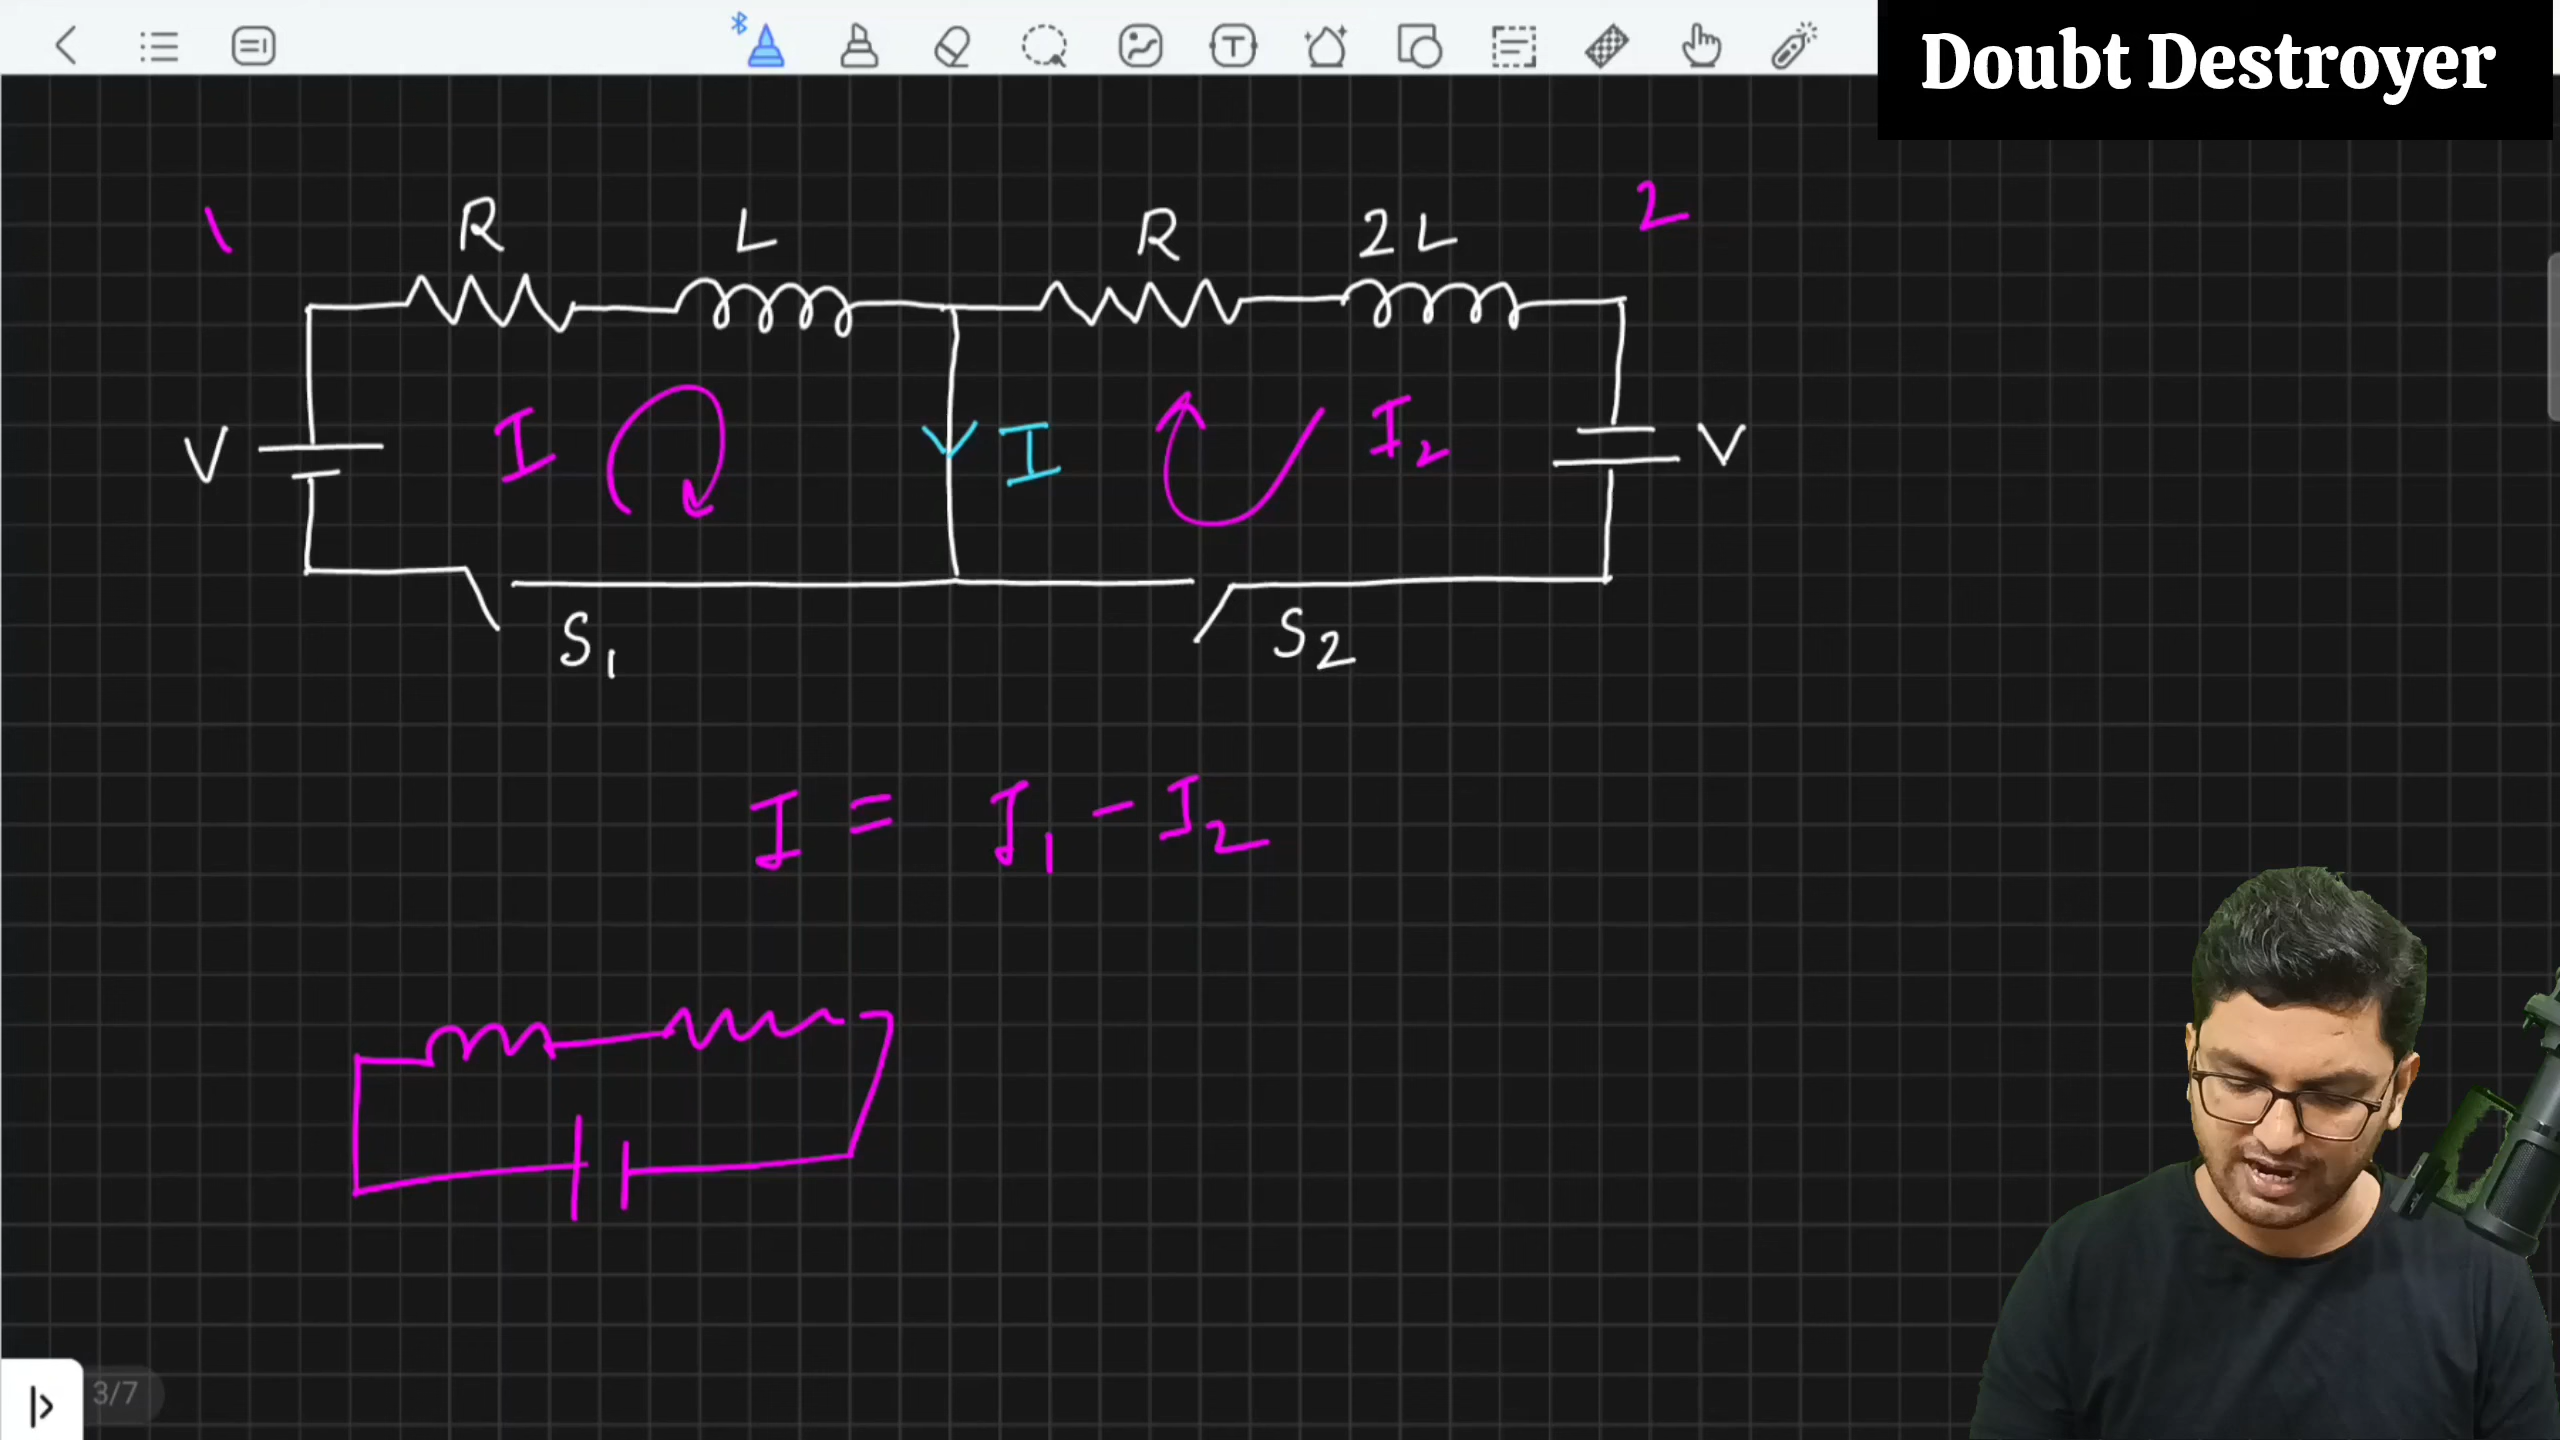 Doubt Destroyer
1
R
L
R
2L
2
V
I
I
I2
V
S1
S2
I = I1 - I2
3/7